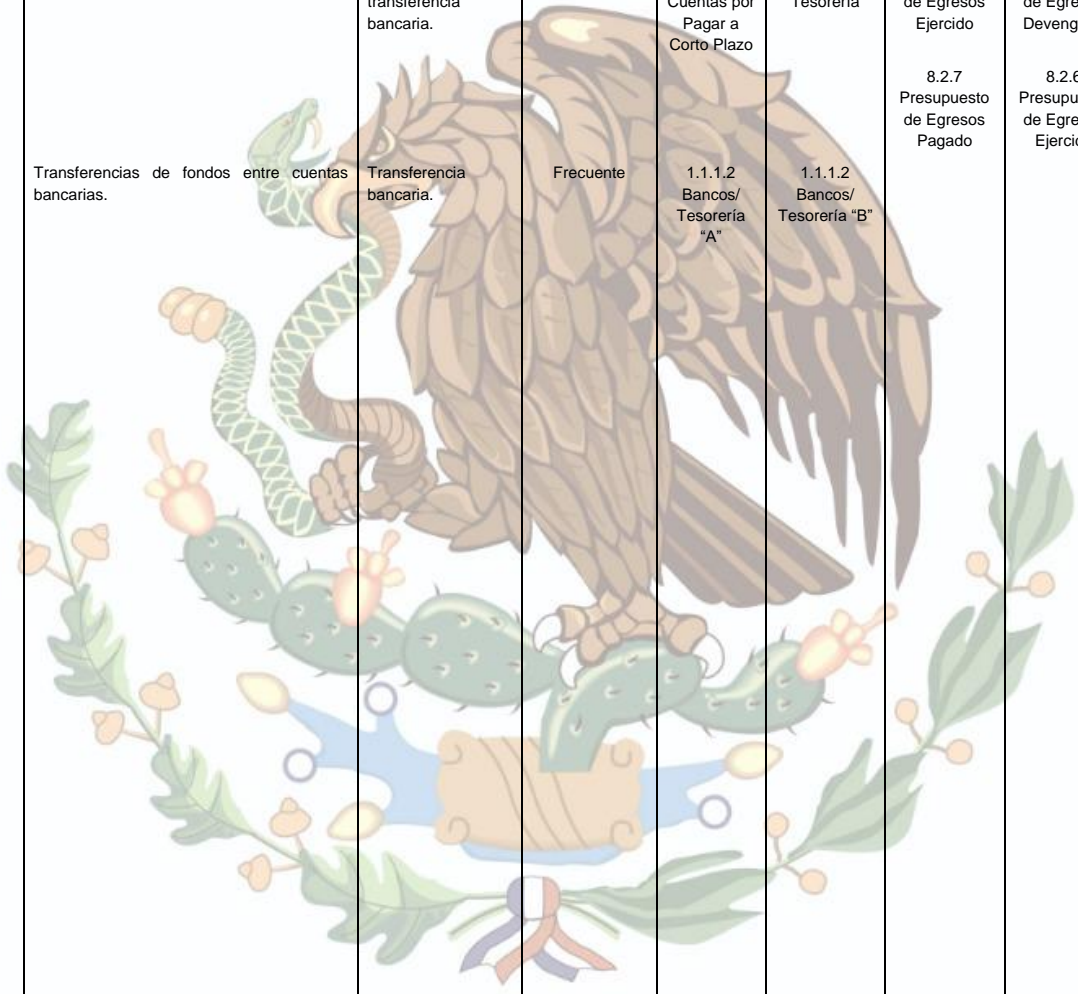 transferencia
bancaria.
Cuentas por
Pagar a
Corto Plazo
Tesorería
de Egresos
Ejercido
8.2.7
Presupuesto
de Egresos
Pagado
Transferencias de fondos entre cuentas
bancarias.
Transferencia
bancaria.
Frecuente
1.1.1.2
Bancos/
Tesorería
"A"
1.1.1.2
Bancos/
Tesorería "B"